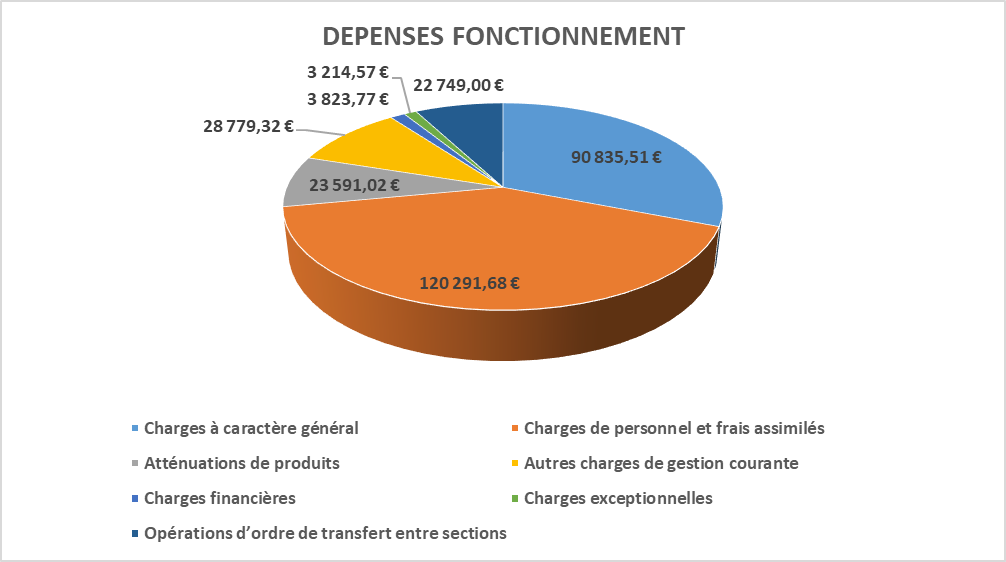 DEPENSES FONCTIONNEMENT
3 214,57 €
22 749,00 €
3 823,77 €
28 779,32 €
90 835,51 €
23 591,02 €
120 291,68 €
Charges à caractère général
Charges de personnel et frais assimilés
Atténuations de produits
Autres charges de gestion courante
Charges financières
Charges exceptionnelles
Opérations d’ordre de transfert entre sections